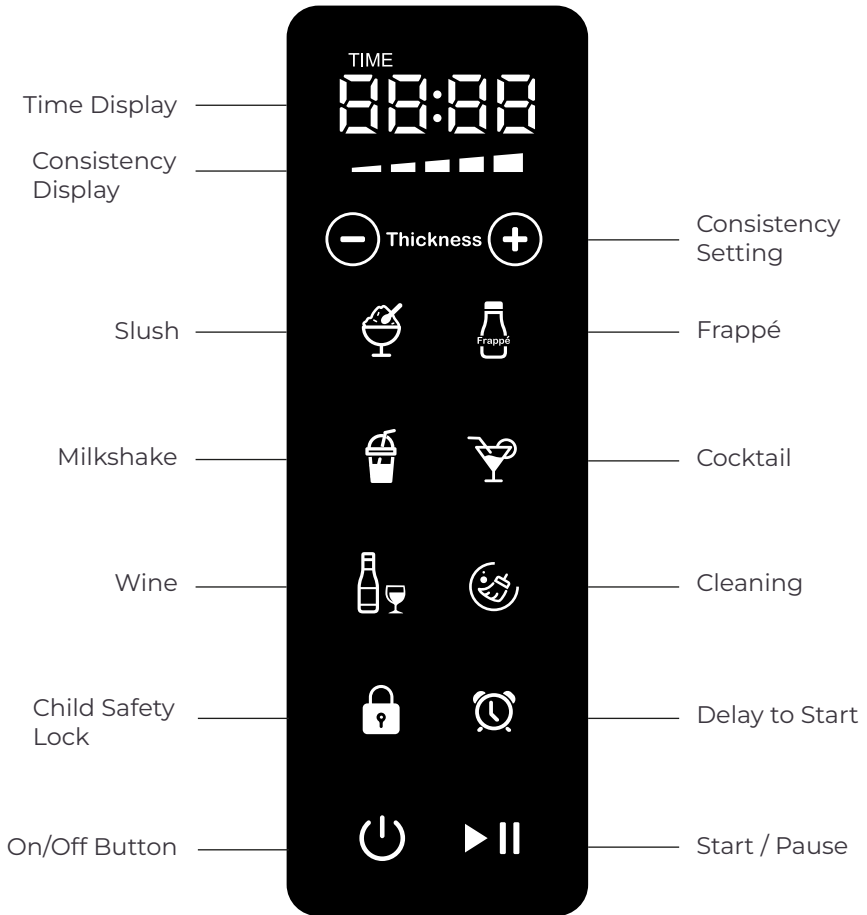 TIME
88:88
Time Display
Consistency
Display
Thickness
Consistency
Setting
Slush
Frappé
Frappé
Milkshake
Cocktail
Wine
Cleaning
Child Safety
Lock
Delay to Start
On/Off Button
Start / Pause